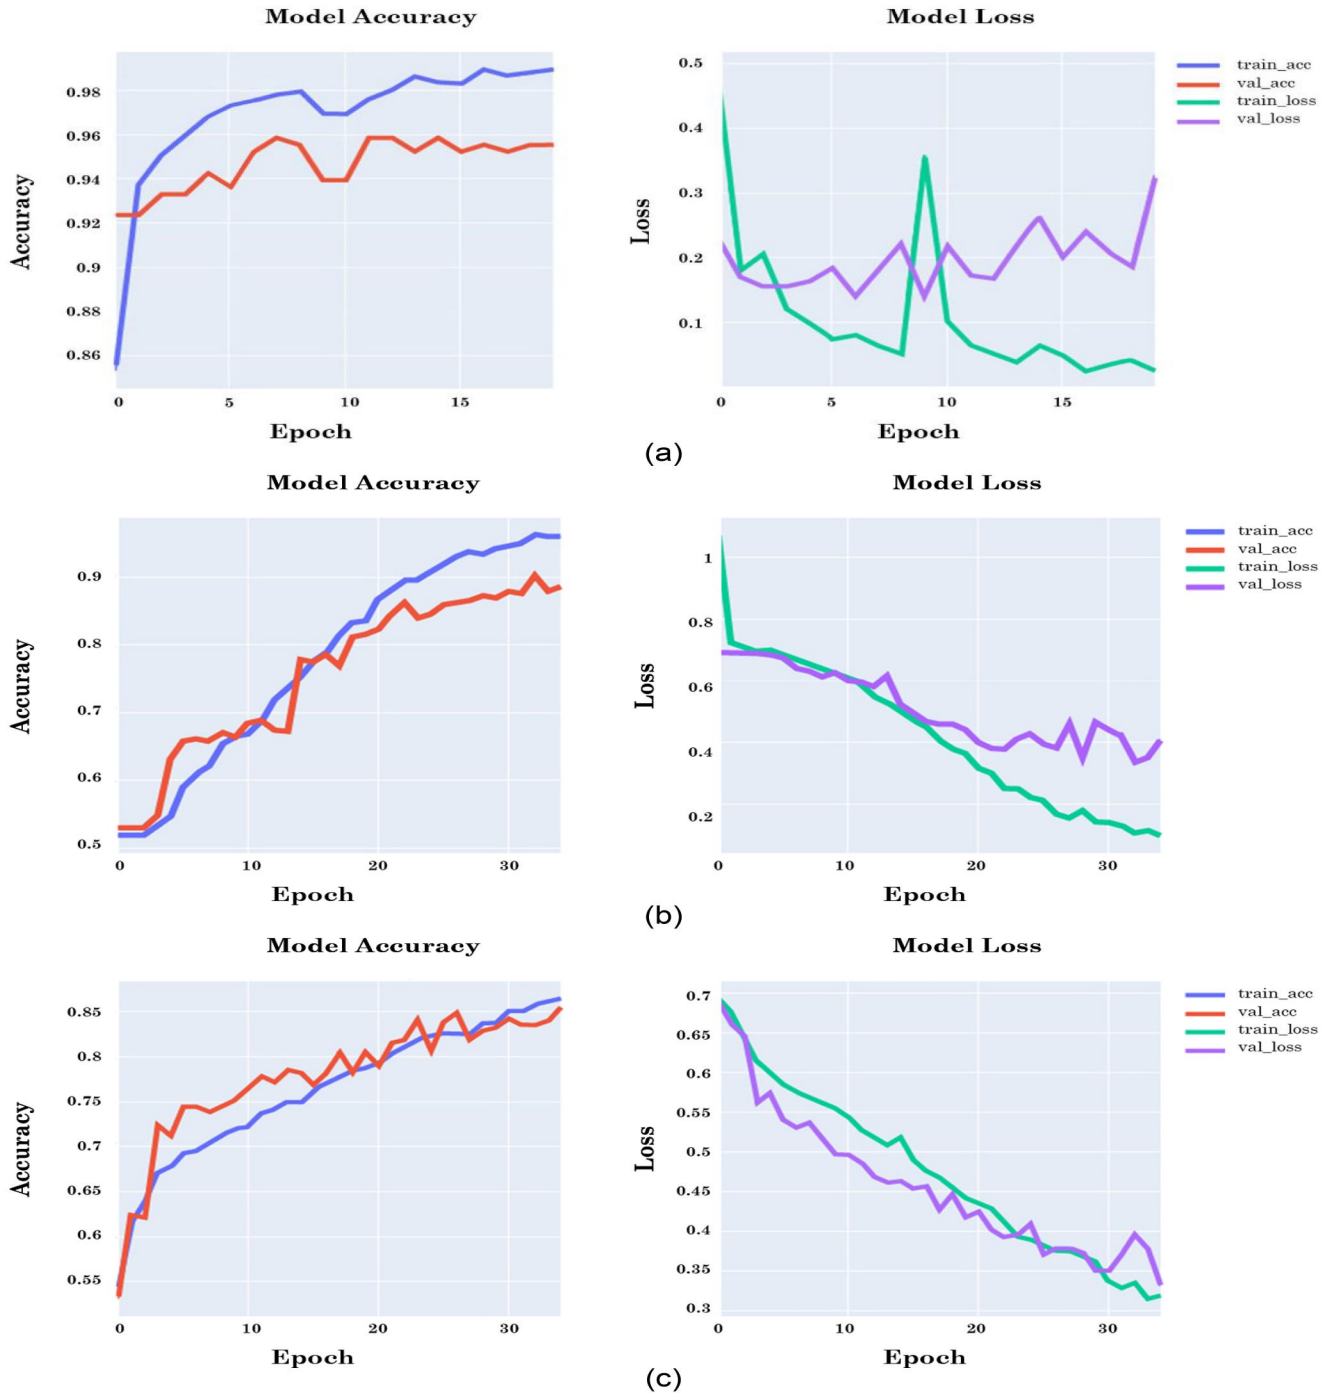 Model Accuracy
Model Loss
0.98
0.96
0.94
0.92
0.9
0.88
0.86
Accuracy
0 5 10 15
Epoch
0.5
0.4
0.3
0.2
0.1
Loss
0 5 10 15
Epoch
train_acc
val_acc
train_loss
val_loss
(a)
Model Accuracy
Model Loss
0.9
0.8
0.7
0.6
0.5
Accuracy
0 10 20 30
Epoch
1
0.8
0.6
0.4
0.2
Loss
0 10 20 30
Epoch
train_acc
val_acc
train_loss
val_loss
(b)
Model Accuracy
Model Loss
0.85
0.8
0.75
0.7
0.65
0.6
0.55
Accuracy
0 10 20 30
Epoch
0.7
0.65
0.6
0.55
0.5
0.45
0.4
0.35
0.3
Loss
0 10 20 30
Epoch
train_acc
val_acc
train_loss
val_loss
(c)